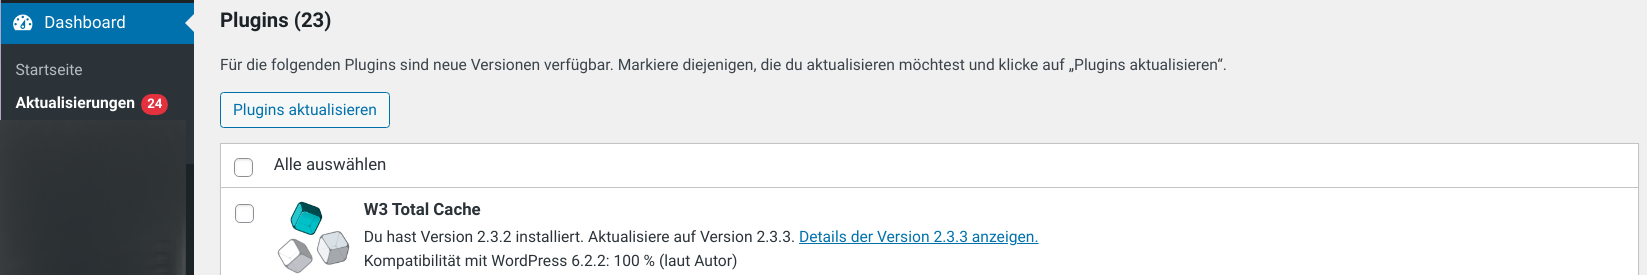 Dashboard
Startseite
Aktualisierungen 24
Plugins (23)
Für die folgenden Plugins sind neue Versionen verfügbar. Markiere diejenigen, die du aktualisieren möchtest und klicke auf „Plugins aktualisieren“.
Plugins aktualisieren
Alle auswählen
W3 Total Cache
Du hast Version 2.3.2 installiert. Aktualisiere auf Version 2.3.3. Details der Version 2.3.3 anzeigen.
Kompatibilität mit WordPress 6.2.2: 100 % (laut Autor)